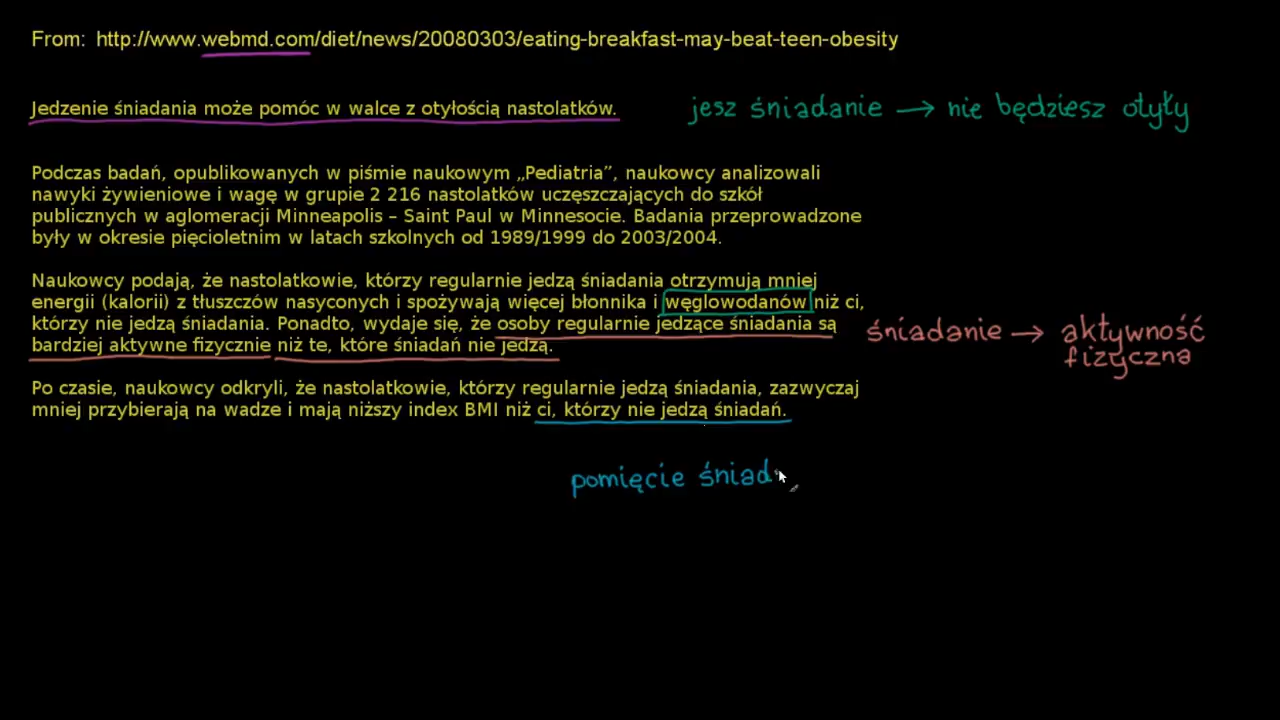 From: http://www.webmd.com/diet/news/20080303/eating-breakfast-may-beat-teen-obesity
Jedzenie śniadania może pomóc w walce z otyłością nastolatków.
jesz śniadanie → nie będziesz otyły
Podczas badań, opublikowanych w piśmie naukowym „Pediatria”, naukowcy analizowali
nawyki żywieniowe i wagę w grupie 2 216 nastolatków uczęszczających do szkół
publicznych w aglomeracji Minneapolis – Saint Paul w Minnesocie. Badania przeprowadzone
były w okresie pięcioletnim w latach szkolnych od 1989/1999 do 2003/2004.
Naukowcy podają, że nastolatkowie, którzy regularnie jedzą śniadania otrzymują mniej
energii (kalorii) z tłuszczów nasyconych i spożywają więcej błonnika i węglowodanów niż ci,
którzy nie jedzą śniadania. Ponadto, wydaje się, że osoby regularnie jedzące śniadania są
bardziej aktywne fizycznie niż te, które śniadań nie jedzą.
śniadanie → aktywność
fizyczna
Po czasie, naukowcy odkryli, że nastolatkowie, którzy regularnie jedzą śniadania, zazwyczaj
mniej przybierają na wadze i mają niższy index BMI niż ci, którzy nie jedzą śniadań.
pomięcie śniad